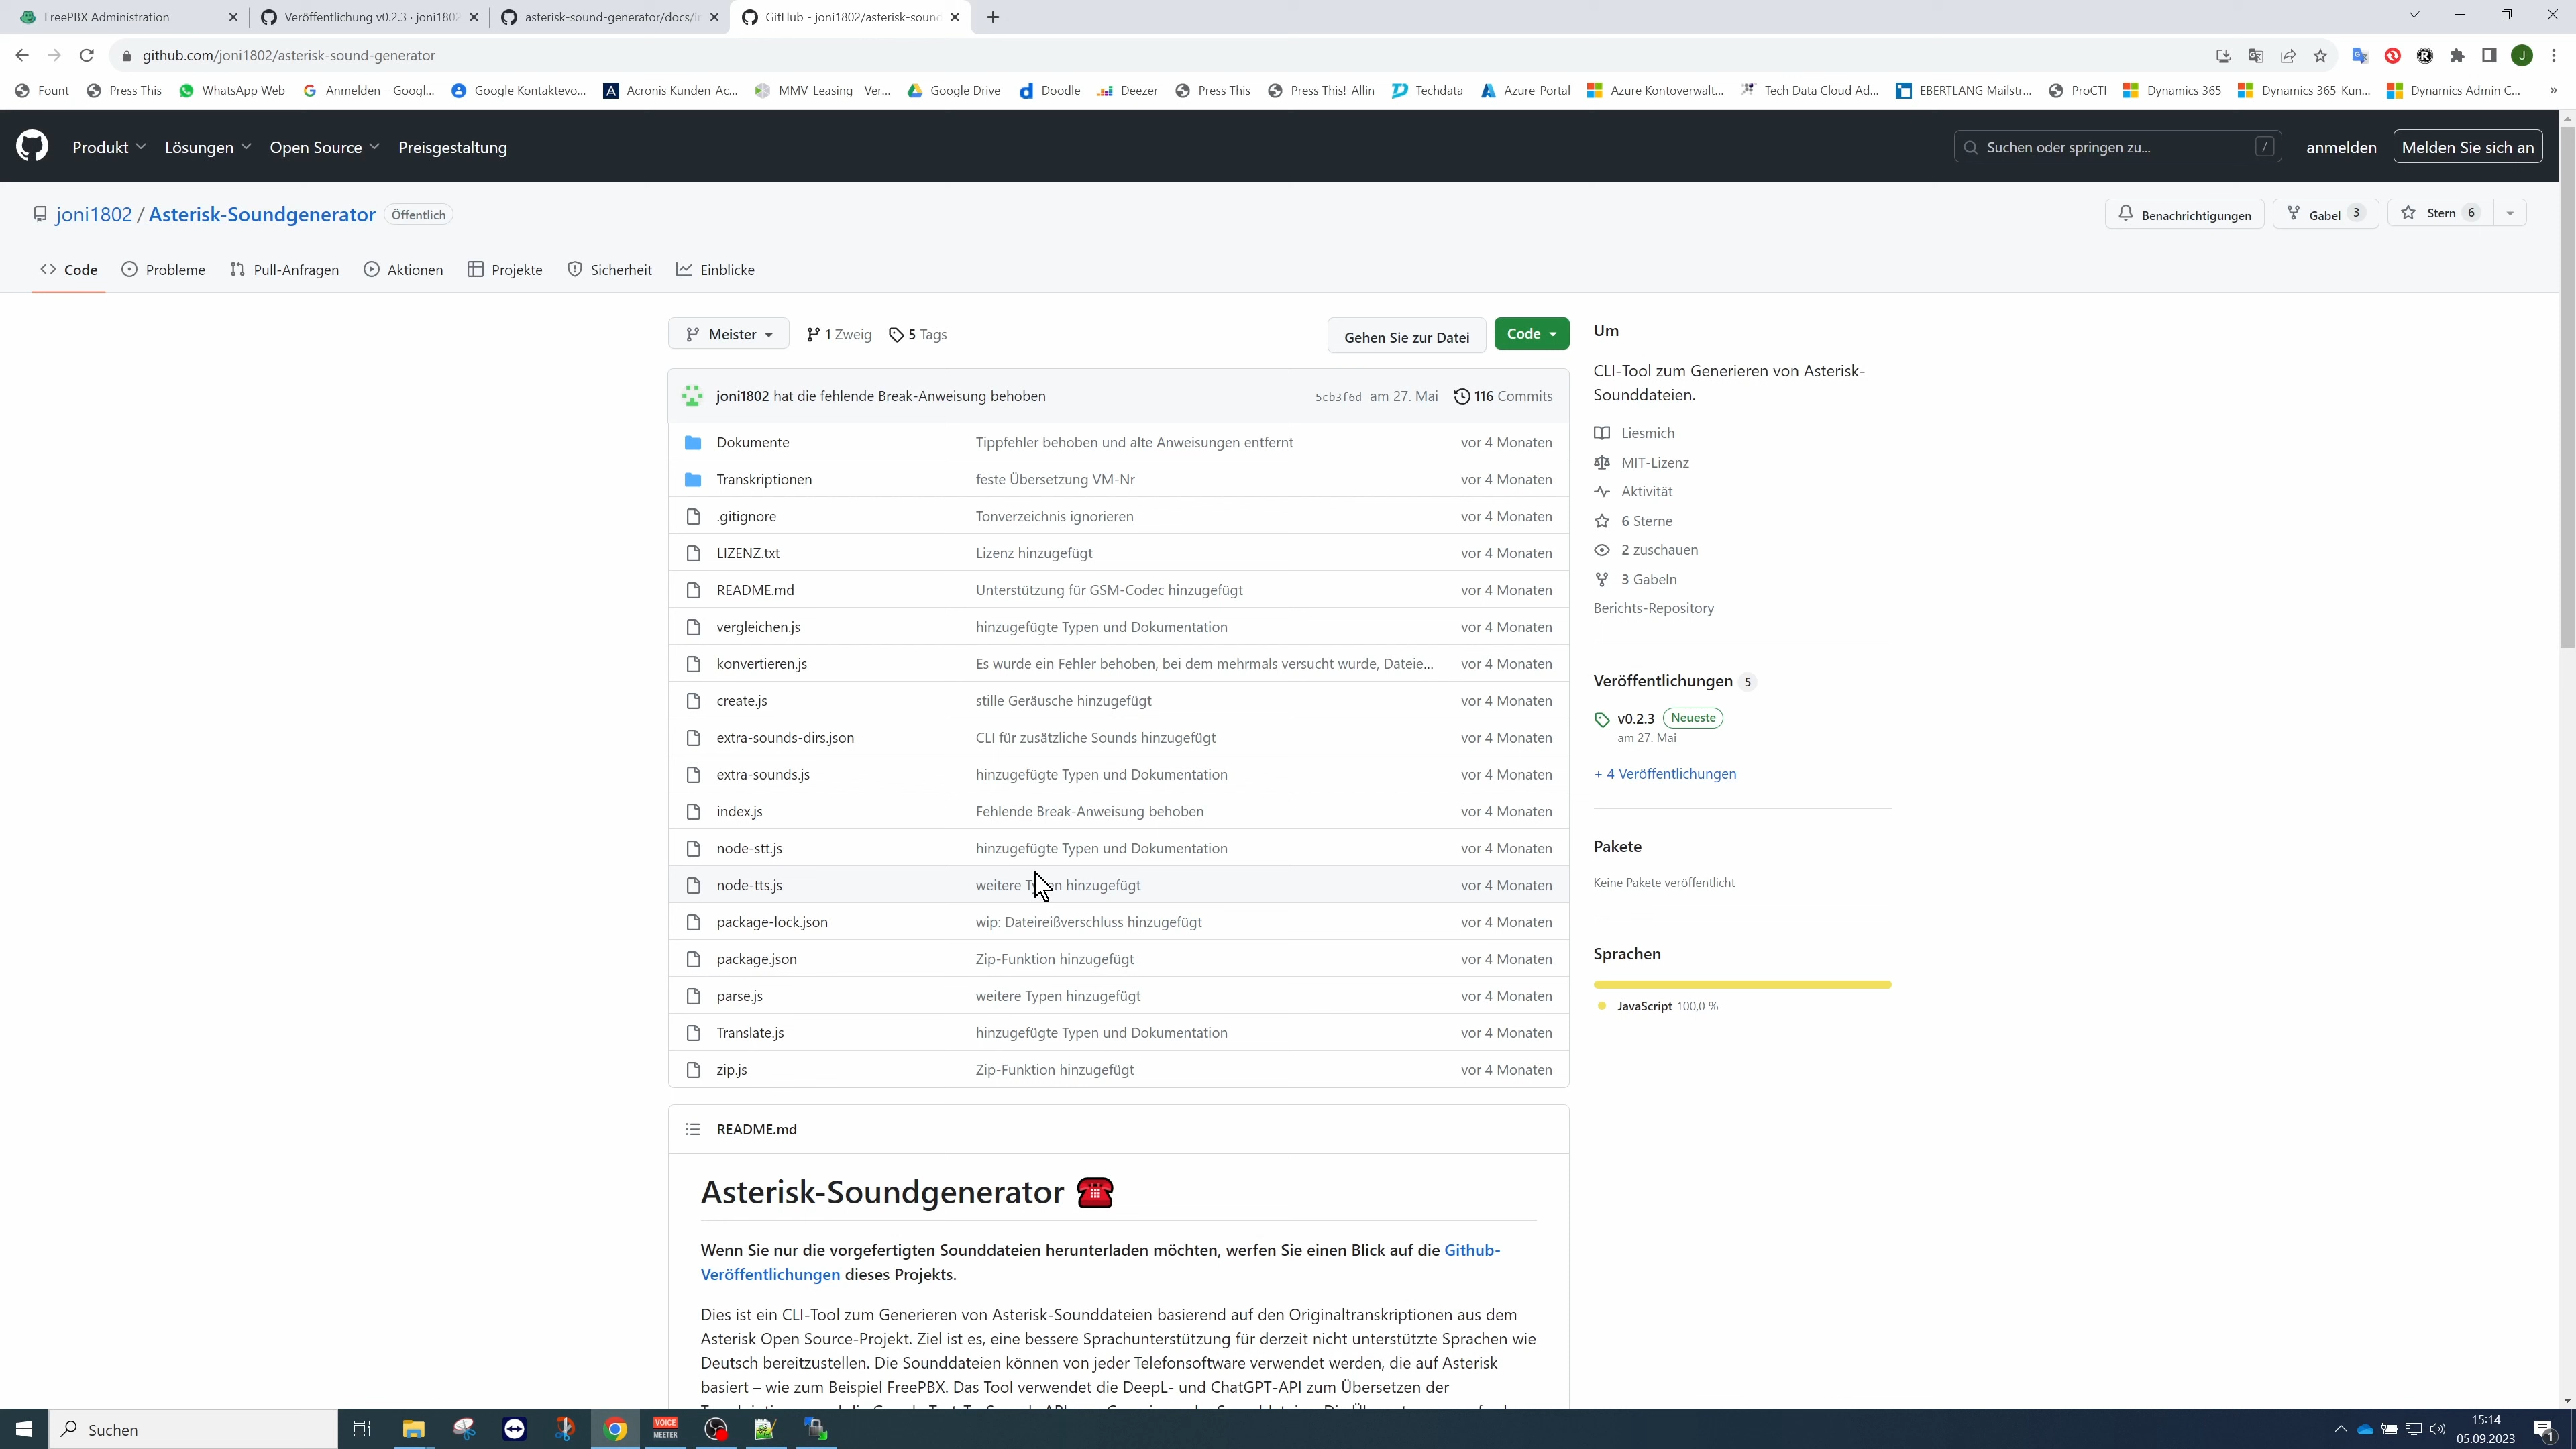 FreePBX Administration
Veröffentlichung v0.2.3 · joni180
asterisk-sound-generator/docs/i
GitHub - joni1802/asterisk-soun
github.com/joni1802/asterisk-sound-generator
J
Fount
Press This
WhatsApp Web
Anmelden – Googl...
Google Kontaktevo...
Acronis Kunden-Ac...
MMV-Leasing - Ver...
Google Drive
Doodle
Deezer
Press This
Press This!-Allin
Techdata
Azure-Portal
Azure Kontoverwalt...
Tech Data Cloud Ad...
EBERTLANG Mailstr...
ProCTI
Dynamics 365
Dynamics 365-Kun...
Dynamics Admin C...
»
Produkt
Lösungen
Open Source
Preisgestaltung
Suchen oder springen zu...
/
anmelden
Melden Sie sich an
joni1802 / Asterisk-Soundgenerator
Öffentlich
Benachrichtigungen
Gabel 3
Stern 6
Code
Probleme
Pull-Anfragen
Aktionen
Projekte
Sicherheit
Einblicke
Meister
1 Zweig
5 Tags
Gehen Sie zur Datei
Code
joni1802 hat die fehlende Break-Anweisung behoben
5cb3f6d am 27. Mai
116 Commits
Dokumente Tippfehler behoben und alte Anweisungen entfernt vor 4 Monaten
Transkriptionen feste Übersetzung VM-Nr vor 4 Monaten
.gitignore Tonverzeichnis ignorieren vor 4 Monaten
LIZENZ.txt Lizenz hinzugefügt vor 4 Monaten
README.md Unterstützung für GSM-Codec hinzugefügt vor 4 Monaten
vergleichen.js hinzugefügte Typen und Dokumentation vor 4 Monaten
konvertieren.js Es wurde ein Fehler behoben, bei dem mehrmals versucht wurde, Dateie... vor 4 Monaten
create.js stille Geräusche hinzugefügt vor 4 Monaten
extra-sounds-dirs.json CLI für zusätzliche Sounds hinzugefügt vor 4 Monaten
extra-sounds.js hinzugefügte Typen und Dokumentation vor 4 Monaten
index.js Fehlende Break-Anweisung behoben vor 4 Monaten
node-stt.js hinzugefügte Typen und Dokumentation vor 4 Monaten
node-tts.js weitere Typen hinzugefügt vor 4 Monaten
package-lock.json wip: Dateireißverschluss hinzugefügt vor 4 Monaten
package.json Zip-Funktion hinzugefügt vor 4 Monaten
parse.js weitere Typen hinzugefügt vor 4 Monaten
Translate.js hinzugefügte Typen und Dokumentation vor 4 Monaten
zip.js Zip-Funktion hinzugefügt vor 4 Monaten
README.md
Asterisk-Soundgenerator
Wenn Sie nur die vorgefertigten Sounddateien herunterladen möchten, werfen Sie einen Blick auf die Github-
Veröffentlichungen dieses Projekts.
Dies ist ein CLI-Tool zum Generieren von Asterisk-Sounddateien basierend auf den Originaltranskriptionen aus dem
Asterisk Open Source-Projekt. Ziel ist es, eine bessere Sprachunterstützung für derzeit nicht unterstützte Sprachen wie
Deutsch bereitzustellen. Die Sounddateien können von jeder Telefonsoftware verwendet werden, die auf Asterisk
basiert – wie zum Beispiel FreePBX. Das Tool verwendet die DeepL- und ChatGPT-API zum Übersetzen der
Um
CLI-Tool zum Generieren von Asterisk-
Sounddateien.
Liesmich
MIT-Lizenz
Aktivität
6 Sterne
2 zuschauen
3 Gabeln
Berichts-Repository
Veröffentlichungen 5
v0.2.3 Neueste
am 27. Mai
+ 4 Veröffentlichungen
Pakete
Keine Pakete veröffentlicht
Sprachen
JavaScript 100,0 %
Suchen
VOICE
MEETER
15:14
05.09.2023
1